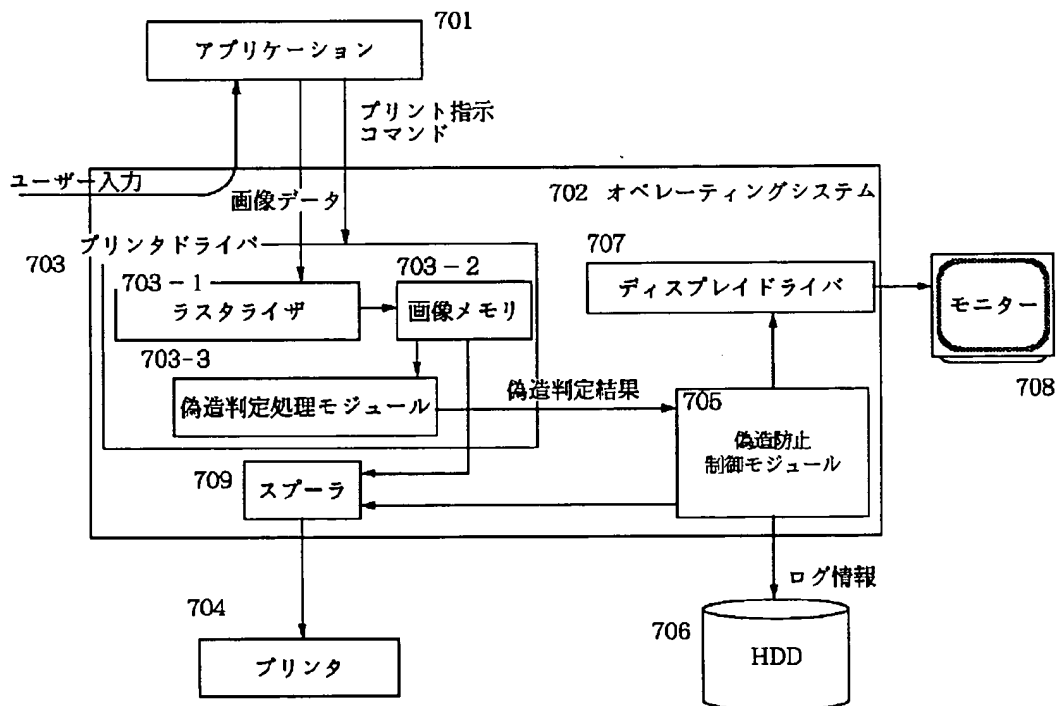 701
アプリケーション
プリント指示
コマンド
ユーザー入力
画像データ
702 オペレーティングシステム
プリンタドライバ
703
703-1
ラスタライザ
703-2
画像メモリ
707
ディスプレイドライバ
モニター
708
703-3
偽造判定処理モジュール
偽造判定結果
705
偽造防止
制御モジュール
709
スプーラ
ログ情報
704
プリンタ
706
HDD